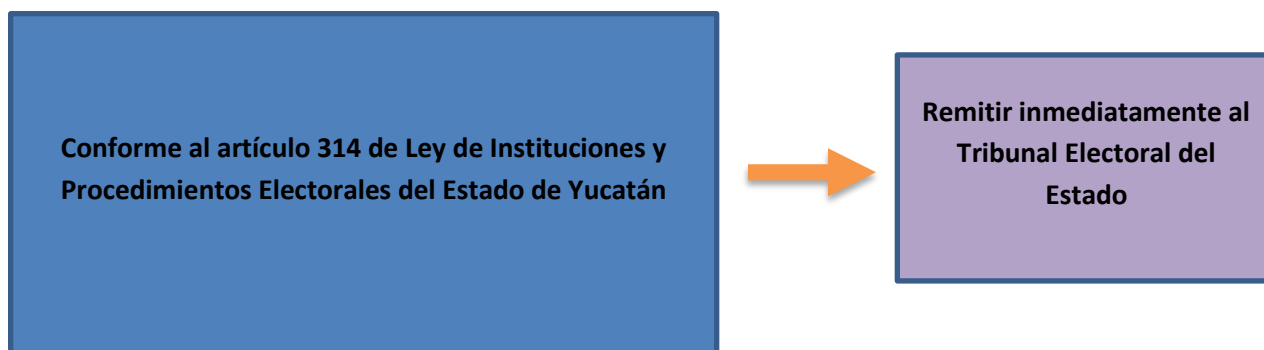 Conforme al artículo 314 de Ley de Instituciones y
Procedimientos Electorales del Estado de Yucatán
Remitir inmediatamente al
Tribunal Electoral del
Estado